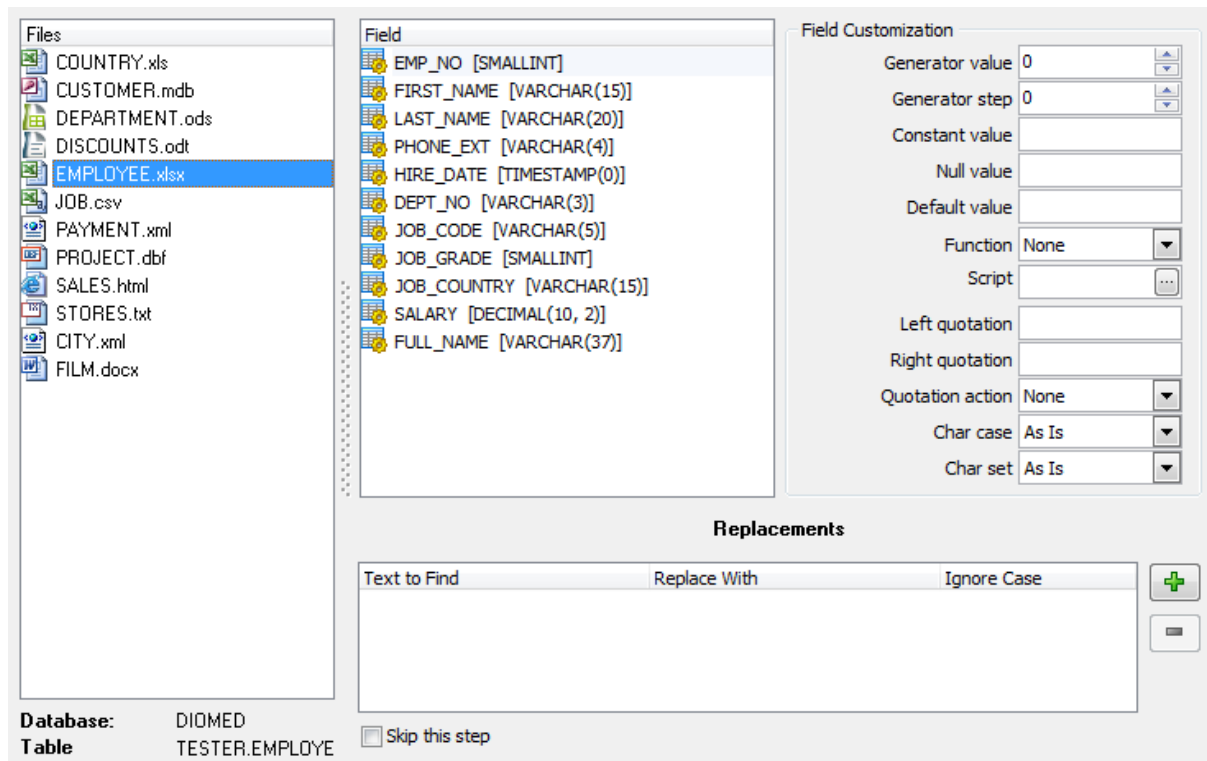 Files
COUNTRY.xls
CUSTOMER.mdb
DEPARTMENT.ods
DISCOUNTS.odt
EMPLOYEE.xlsx
JOB.csv
PAYMENT.xml
PROJECT.dbf
SALES.html
STORES.txt
CITY.xml
FILM.docx
Database: DIOMED
Table TESTER.EMPLOYE
Field
EMP_NO [SMALLINT]
FIRST_NAME [VARCHAR(15)]
LAST_NAME [VARCHAR(20)]
PHONE_EXT [VARCHAR(4)]
HIRE_DATE [TIMESTAMP(0)]
DEPT_NO [VARCHAR(3)]
JOB_CODE [VARCHAR(5)]
JOB_GRADE [SMALLINT]
JOB_COUNTRY [VARCHAR(15)]
SALARY [DECIMAL(10, 2)]
FULL_NAME [VARCHAR(37)]
Field Customization
Generator value 0
Generator step 0
Constant value
Null value
Default value
Function None
Script ...
Left quotation
Right quotation
Quotation action None
Char case As Is
Char set As Is
Replacements
Text to Find Replace With Ignore Case
Skip this step